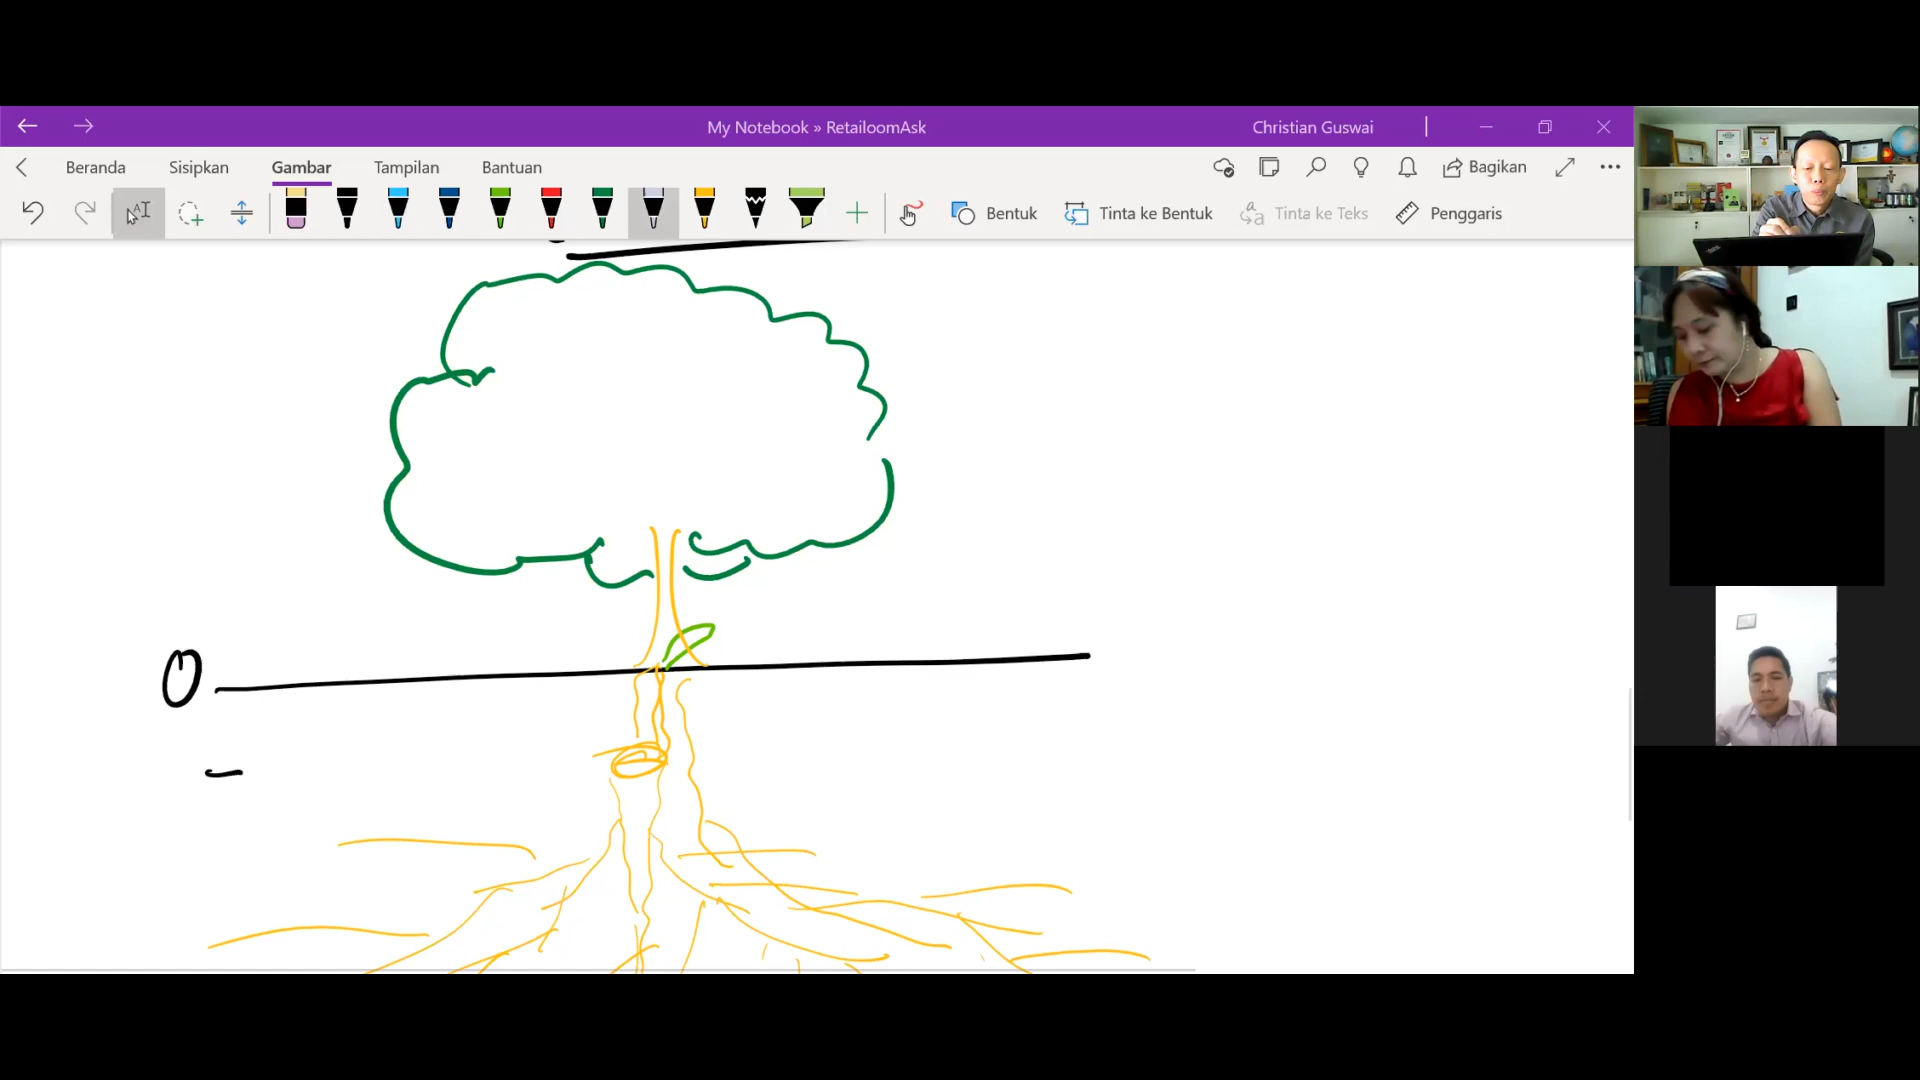 My Notebook » RetailoomAsk
Christian Guswai
Beranda
Sisipkan
Gambar
Tampilan
Bantuan
Bagikan
Bentuk
Tinta ke Bentuk
Tinta ke Teks
Penggaris
0
-